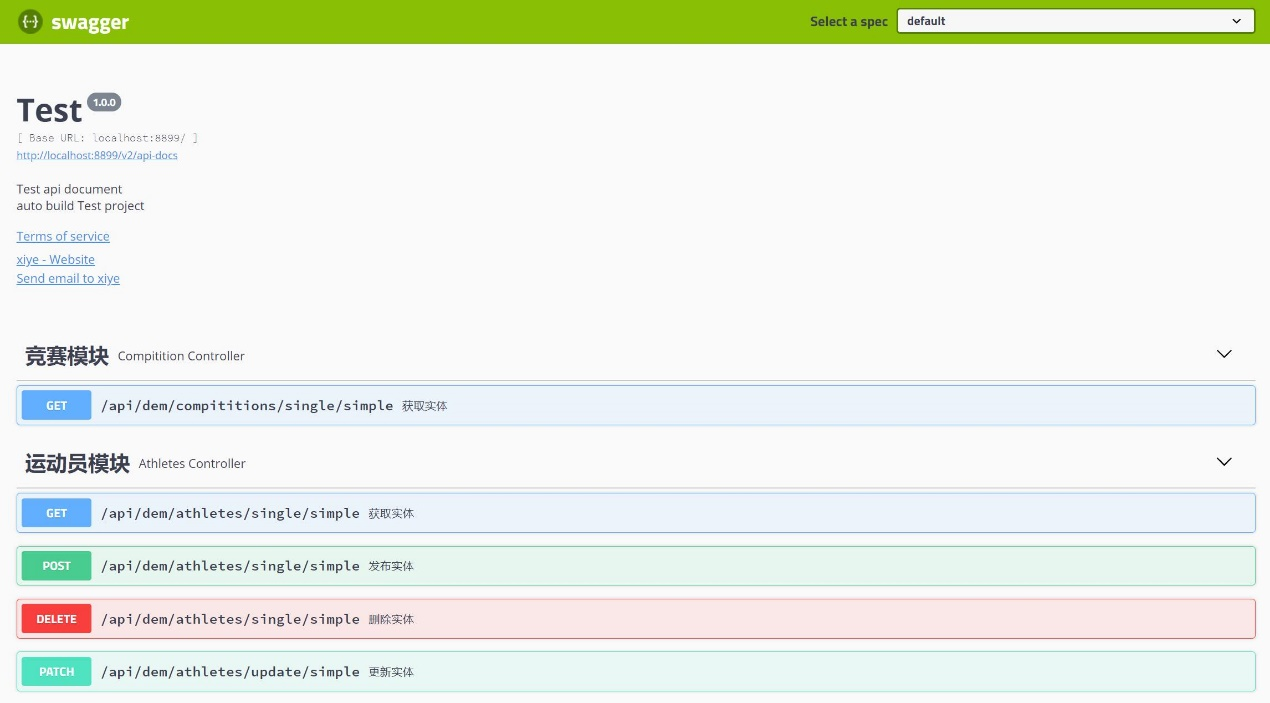 {··} swagger Select a spec default
Test 1.0.0
[ Base URL: localhost:8899/ ]
http://localhost:8899/v2/api-docs
Test api document
auto build Test project
Terms of service
xiye - Website
Send email to xiye
竞赛模块 Compitition Controller
GET /api/dem/compititions/single/simple 获取实体
运动员模块 Athletes Controller
GET /api/dem/athletes/single/simple 获取实体
POST /api/dem/athletes/single/simple 发布实体
DELETE /api/dem/athletes/single/simple 删除实体
PATCH /api/dem/athletes/update/simple 更新实体